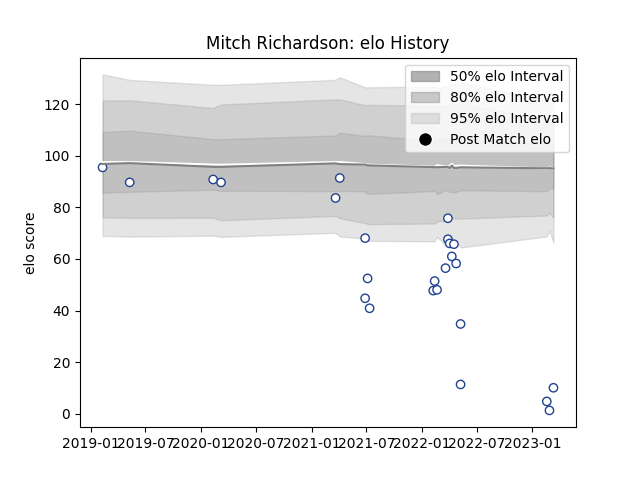 Mitch Richardson: elo History
50% elo Interval
80% elo Interval
95% elo Interval
Post Match elo
elo score
120
100
80
60
40
20
0
2019-01 2019-07 2020-01 2020-07 2021-01 2021-07 2022-01 2022-07 2023-01